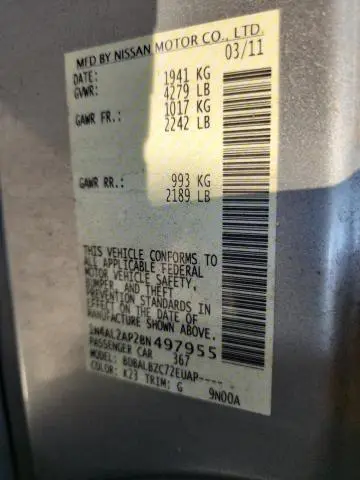 MFD BY NISSAN MOTOR CO., LTD.
DATE: 03/11
GVWR: 1941 KG
4279 LB
GAWR FR.: 1017 KG
2242 LB
GAWR RR.: 993 KG
2189 LB
THIS VEHICLE CONFORMS TO
ALL APPLICABLE FEDERAL
MOTOR VEHICLE SAFETY,
BUMPER, AND THEFT
PREVENTION STANDARDS IN
EFFECT ON THE DATE OF
MANUFACTURE SHOWN ABOVE.
1N4AL2AP2BN497955
PASSENGER CAR 367
MODEL: BDBALBZC72EUAP----
COLOR: K23 TRIM: G 9N00A